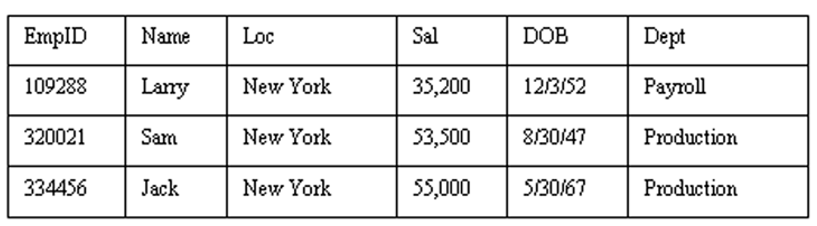 EmpID Name Loc Sal DOB Dept
109288 Larry New York 35,200 12/3/52 Payroll
320021 Sam New York 53,500 8/30/47 Production
334456 Jack New York 55,000 5/30/67 Production